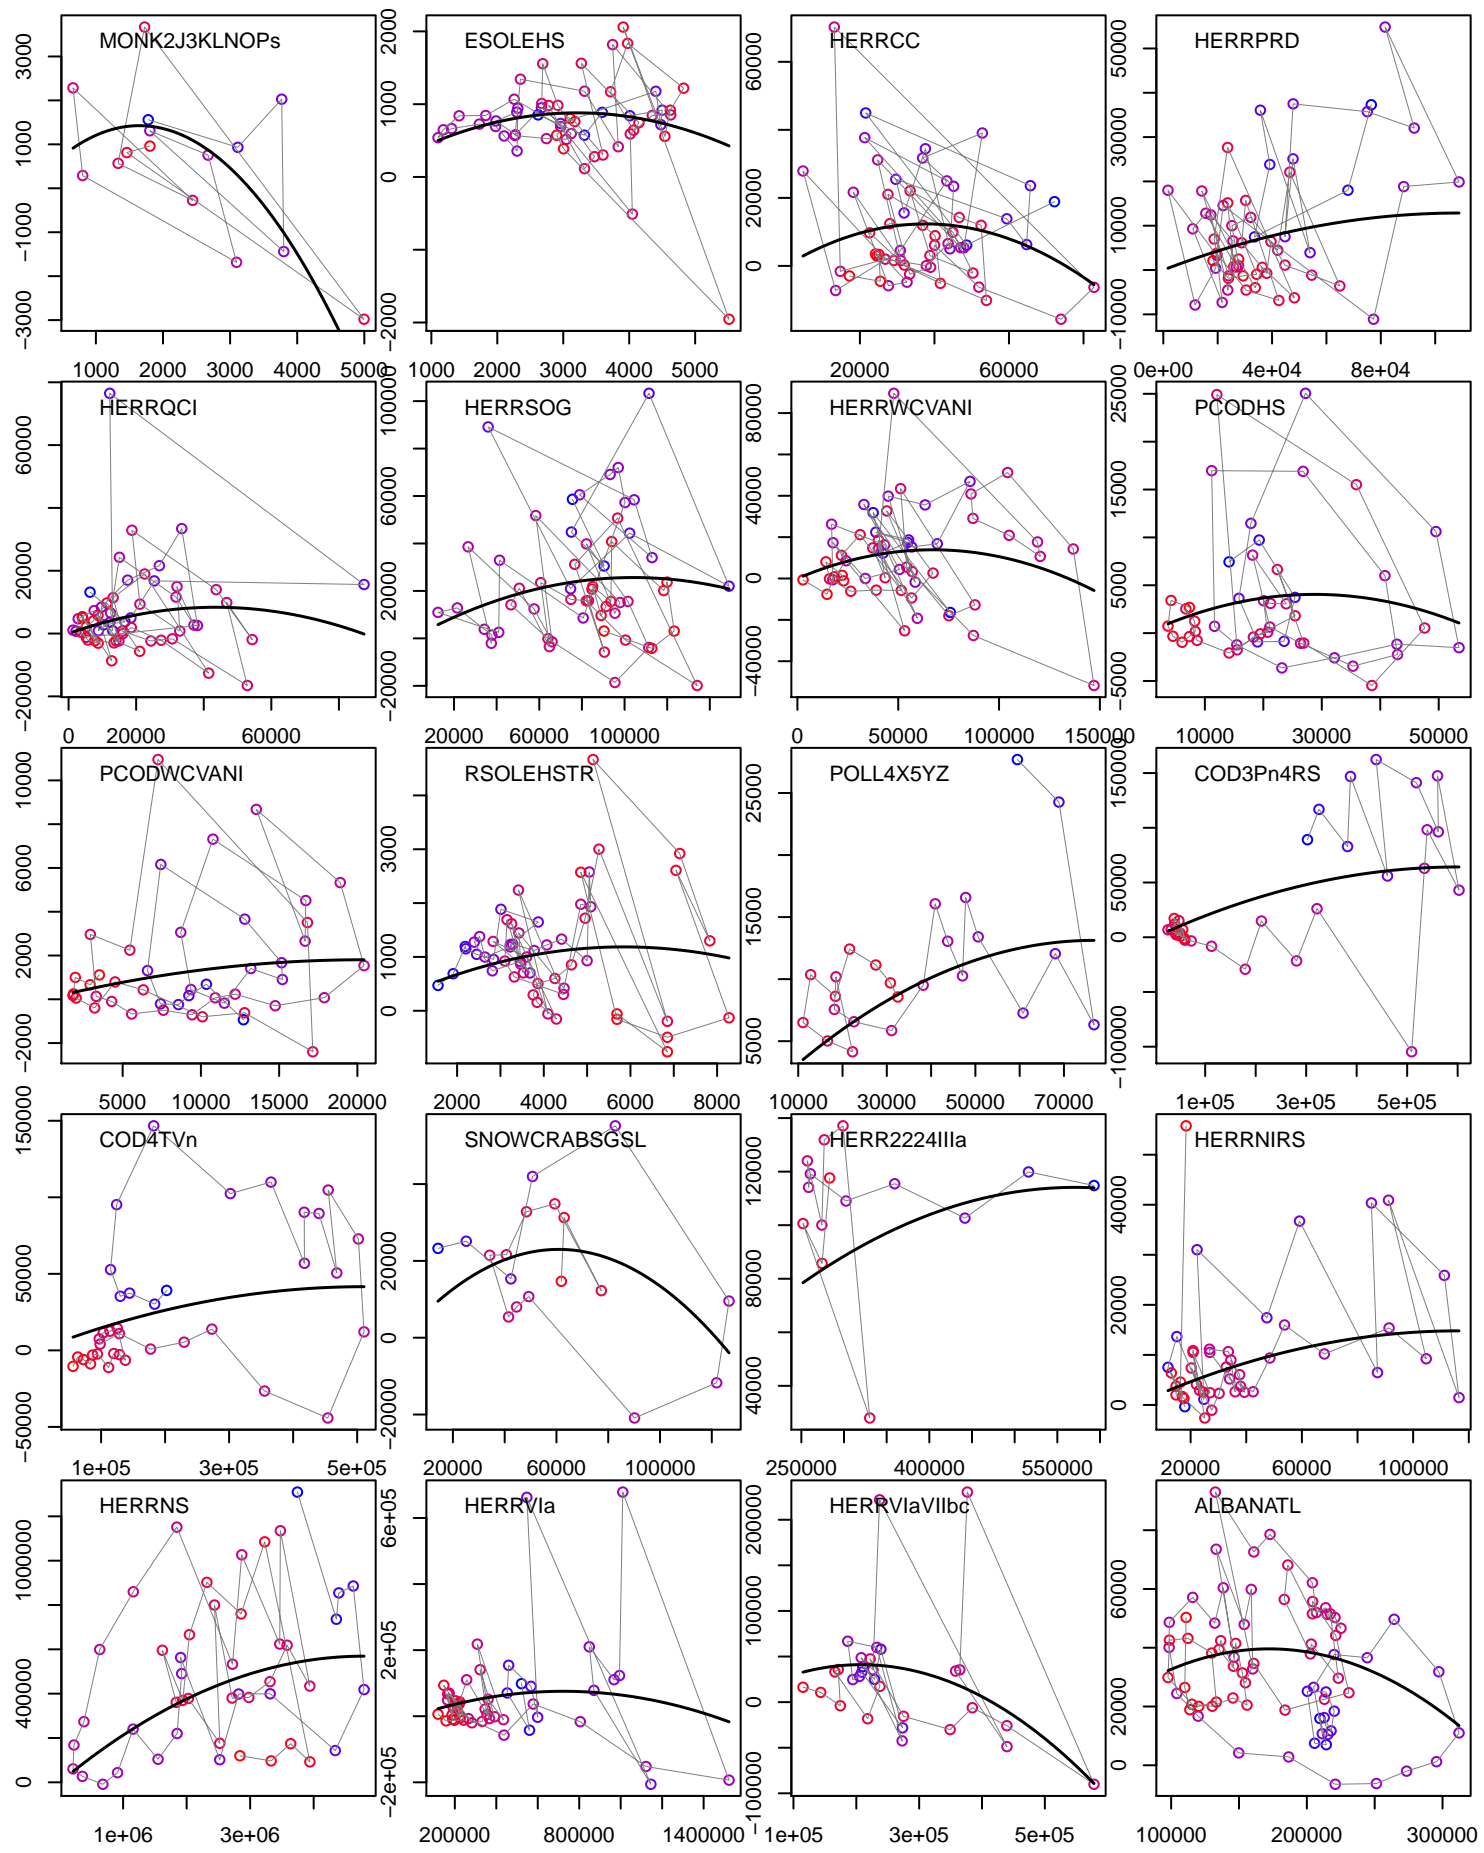 MONK2J3KLNOPs ESOLEHS HERRCC HERRPRD
3000 1000 −1000 −3000
2000 1000 0 −2000
60000 20000 0
50000 30000 10000 −10000
1000 2000 3000 4000 5000
1000 2000 3000 4000 5000
20000 60000
0e+00 4e+04 8e+04
HERRQCI HERRSOG HERRWCVANI PCODHS
60000 20000 0 −20000
100000 60000 20000 −20000
80000 40000 0 −40000
25000 15000 5000 −5000
0 20000 60000
20000 60000 100000
0 50000 100000 150000
10000 30000 50000
PCODWCVANI RSOLEHSTR POLL4X5YZ COD3Pn4RS
10000 6000 2000 −2000
3000 1000 0
25000 15000 5000
150000 50000 0 −100000
5000 10000 15000 20000
2000 4000 6000 8000
10000 30000 50000 70000
1e+05 3e+05 5e+05
COD4TVn SNOWCRABSGSL HERR2224IIIa HERRNIRS
150000 50000 0 −50000
20000 0 −20000
120000 80000 40000
40000 20000 0
1e+05 3e+05 5e+05
20000 60000 100000
250000 400000 550000
20000 60000 100000
HERRNS HERRVIa HERRVIaVIIbc ALBANATL
1000000 400000 0
6e+05 2e+05 −2e+05
200000 100000 0 −100000
60000 20000 0
1e+06 3e+06
200000 800000 1400000
1e+05 3e+05 5e+05
100000 200000 300000